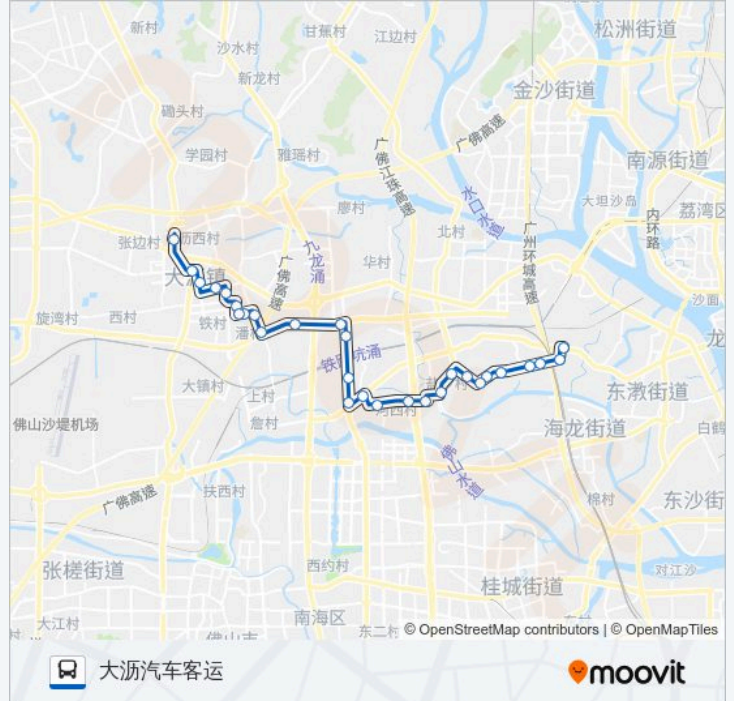 新村
甘蕉村
江边村
松洲街道
沙水村
新龙村
金沙街道
磡头村
广佛高速
学园村
雅瑶村
广佛江珠高速
南源街道
水口水道
大坦沙岛
廖村
内环路
荔湾区
张边村
沥西村
九龙涌
北村
广州环城高速
华村
广佛高速
沙面
旋湾村
西村
铁村
大镇村
上村
河西村
东漖街道
佛山沙堤机场
詹村
海龙街道
白鹤
佛山水道
扶西村
广佛高速
棉村
东沙街
张槎街道
西约村
对江沙
桂城街道
南海区
大江村
佛山市
东二村
© OpenStreetMap contributors | © OpenMapTiles
大沥汽车客运
moovit